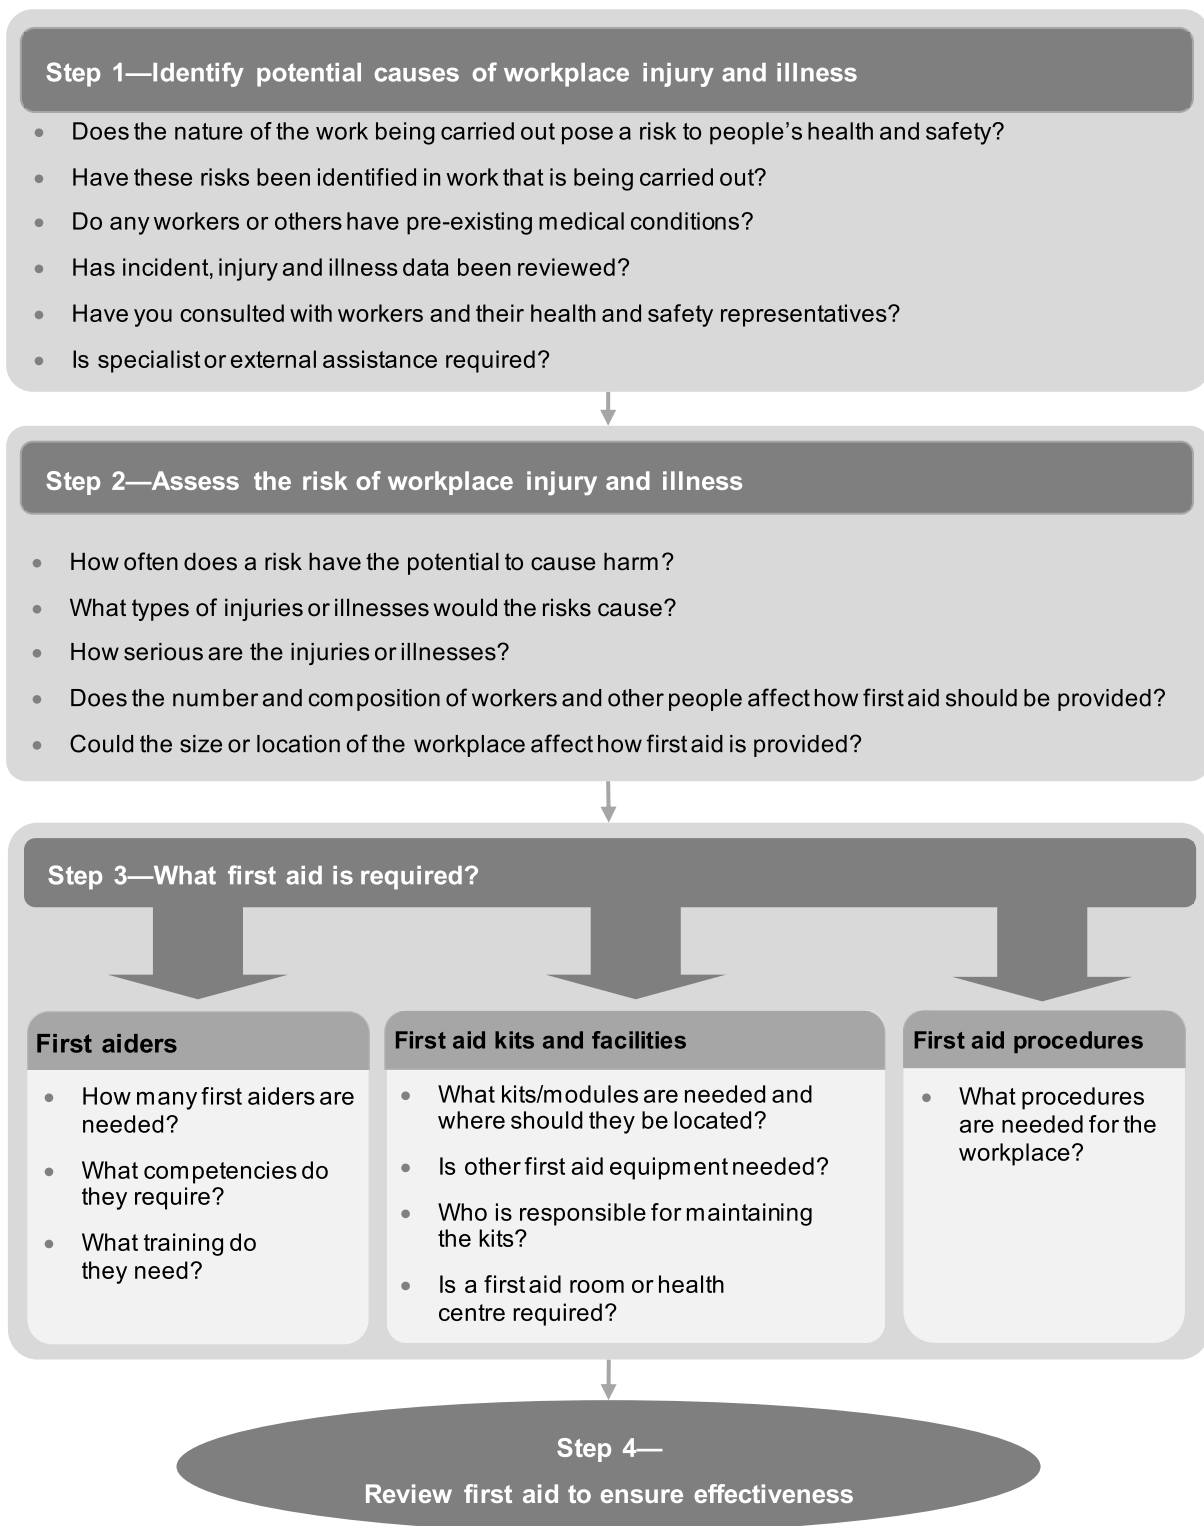 Step 1—Identify potential causes of workplace injury and illness
• Does the nature of the work being carried out pose a risk to people’s health and safety?
• Have these risks been identified in work that is being carried out?
• Do any workers or others have pre-existing medical conditions?
• Has incident, injury and illness data been reviewed?
• Have you consulted with workers and their health and safety representatives?
• Is specialist or external assistance required?
Step 2—Assess the risk of workplace injury and illness
• How often does a risk have the potential to cause harm?
• What types of injuries or illnesses would the risks cause?
• How serious are the injuries or illnesses?
• Does the number and composition of workers and other people affect how first aid should be provided?
• Could the size or location of the workplace affect how first aid is provided?
Step 3—What first aid is required?
First aiders
• How many first aiders are
needed?
• What competencies do
they require?
• What training do
they need?
First aid kits and facilities
• What kits/modules are needed and
where should they be located?
• Is other first aid equipment needed?
• Who is responsible for maintaining
the kits?
• Is a first aid room or health
centre required?
First aid procedures
• What procedures
are needed for the
workplace?
Step 4—
Review first aid to ensure effectiveness